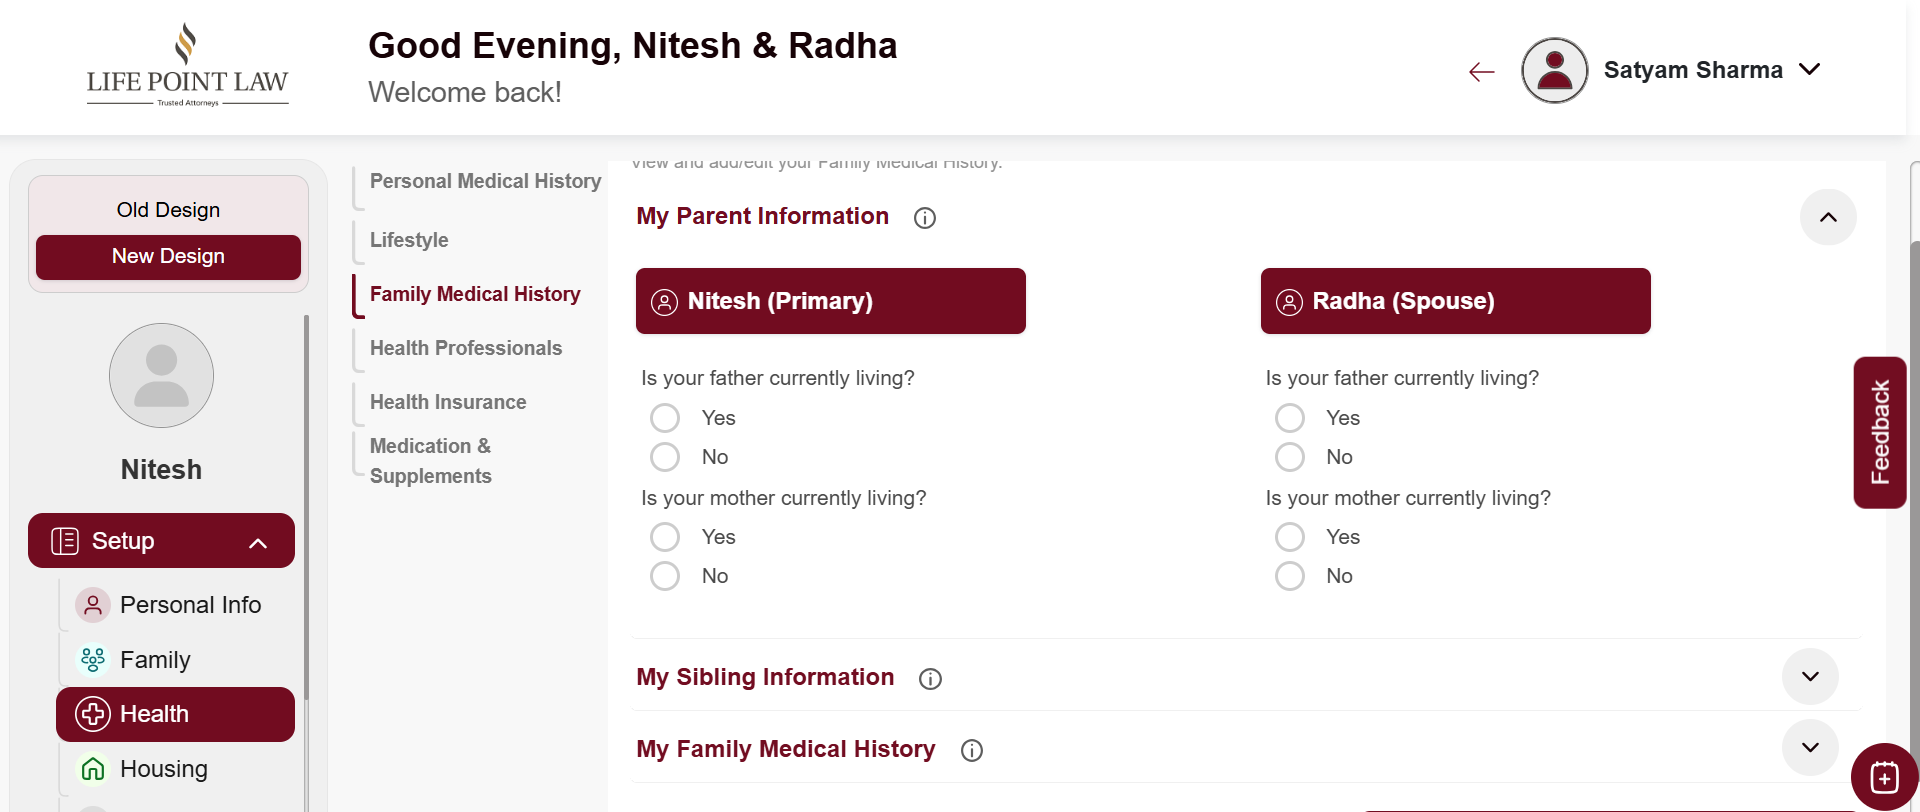 LIFE POINT LAW
Trusted Attorneys
Good Evening, Nitesh & Radha
Welcome back!
Satyam Sharma
Old Design
New Design
Nitesh
Setup
Personal Info
Family
Health
Housing
Personal Medical History
Lifestyle
Family Medical History
Health Professionals
Health Insurance
Medication &
Supplements
View and add/edit your Family Medical History.
My Parent Information
Nitesh (Primary)
Is your father currently living?
Yes
No
Is your mother currently living?
Yes
No
Radha (Spouse)
Is your father currently living?
Yes
No
Is your mother currently living?
Yes
No
My Sibling Information
My Family Medical History
Feedback